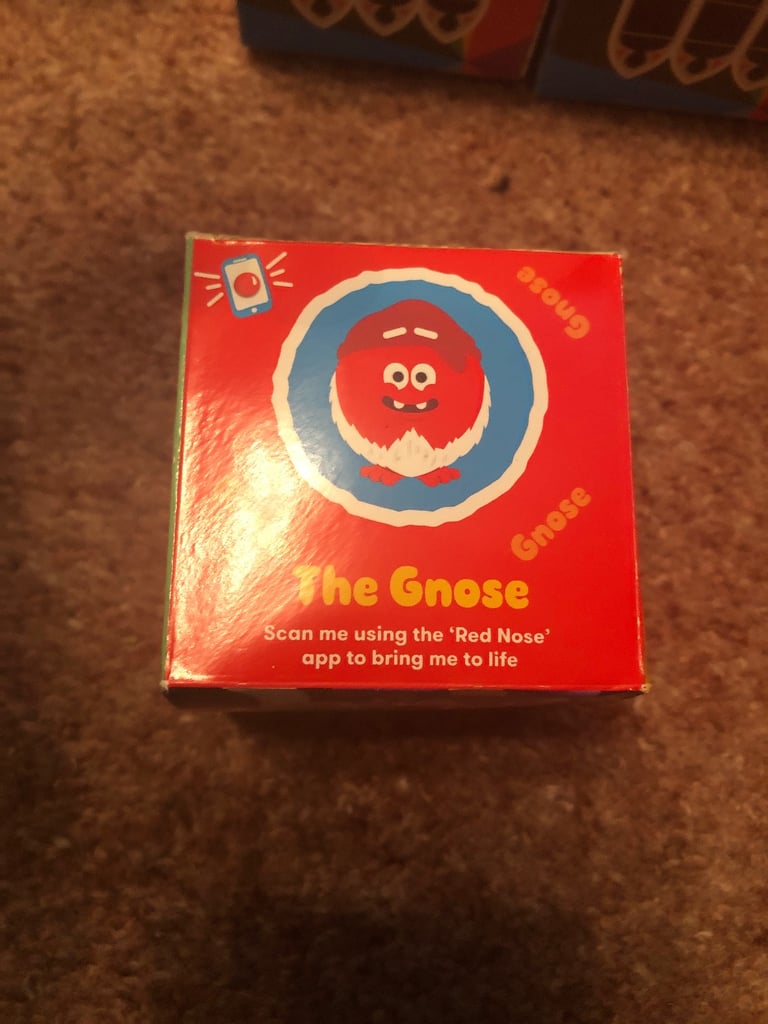 Gnose
Gnose
The Gnose
Scan me using the ‘Red Nose’
app to bring me to life